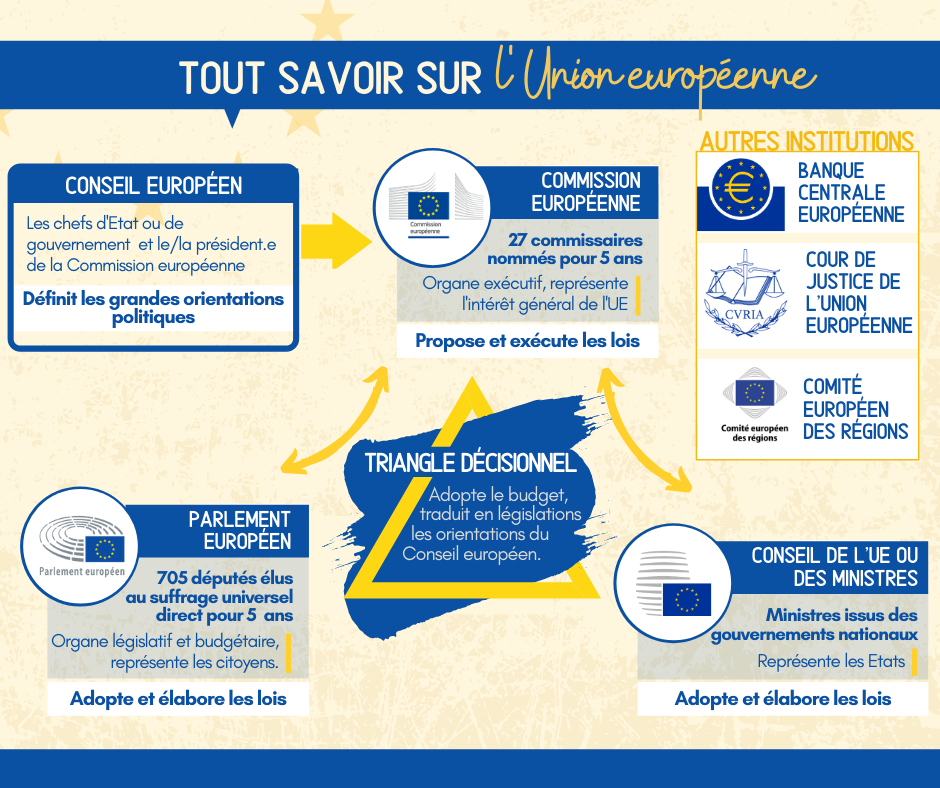 TOUT SAVOIR SUR l'Union européenne
CONSEIL EUROPÉEN
Les chefs d'Etat ou de
gouvernement et le/la président.e
de la Commission européenne
Définit les grandes orientations
politiques
Commission
européenne
COMMISSION
EUROPÉENNE
27 commissaires
nommés pour 5 ans
Organe exécutif, représente
l'intérêt général de l'UE
Propose et exécute les lois
AUTRES INSTITUTIONS
BANQUE
CENTRALE
EUROPÉENNE
CVRIA
COUR DE
JUSTICE DE
L'UNION
EUROPÉENNE
Comité européen
des régions
COMITÉ
EUROPÉEN
DES RÉGIONS
TRIANGLE DÉCISIONNEL
Adopte le budget,
traduit en législations
les orientations du
Conseil européen.
Parlement européen
PARLEMENT
EUROPÉEN
705 députés élus
au suffrage universel
direct pour 5 ans
Organe législatif et budgétaire,
représente les citoyens.
Adopte et élabore les lois
CONSEIL DE L'UE OU
DES MINISTRES
Ministres issus des
gouvernements nationaux
Représente les Etats
Adopte et élabore les lois